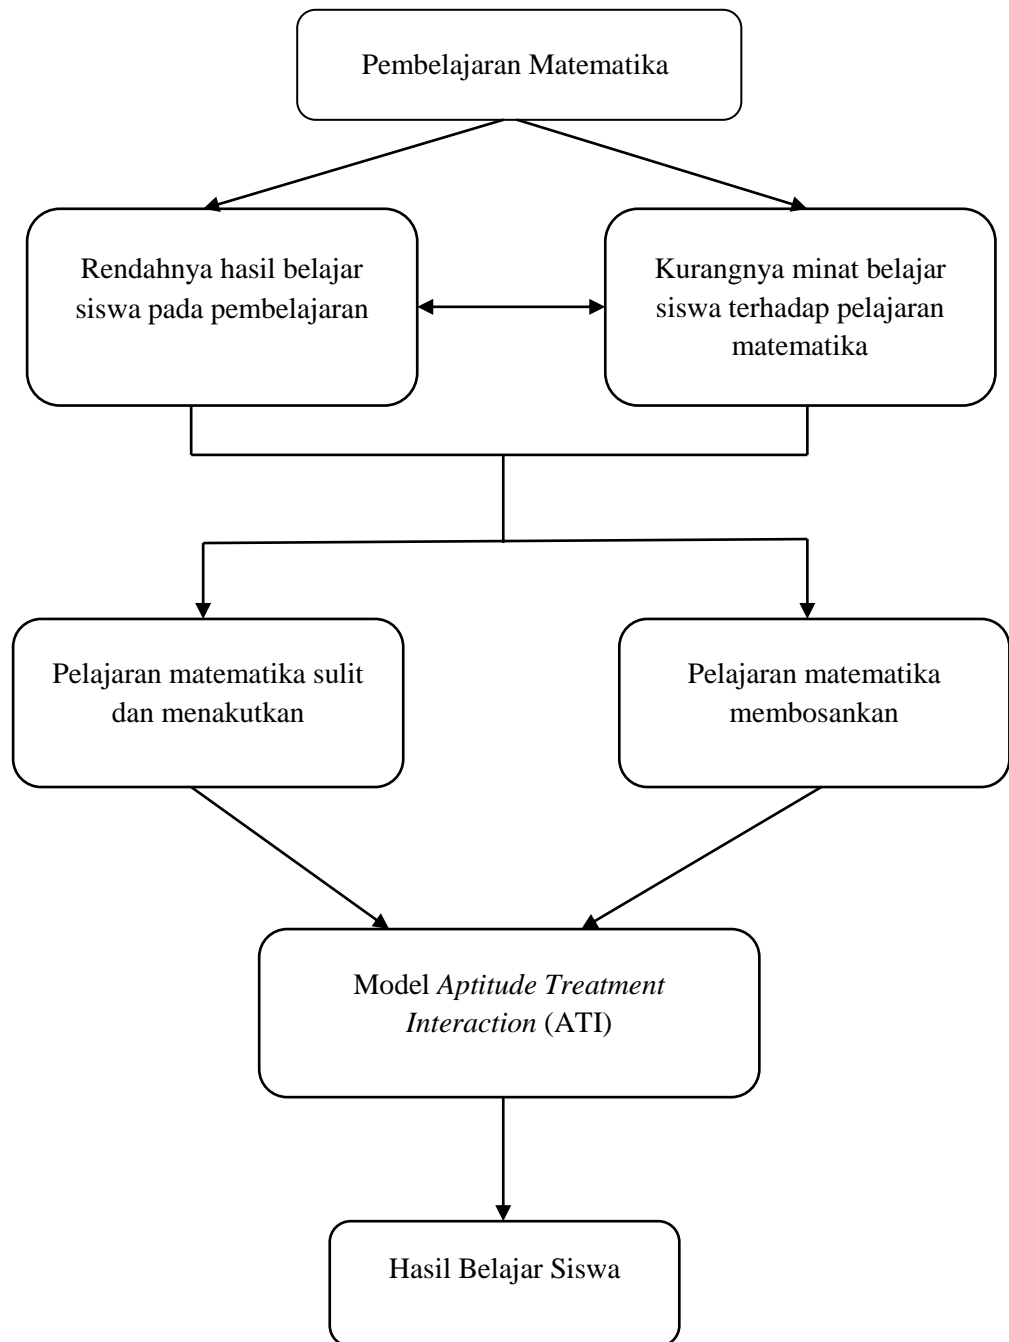 Pembelajaran Matematika
Rendahnya hasil belajar
siswa pada pembelajaran
Kurangnya minat belajar
siswa terhadap pelajaran
matematika
Pelajaran matematika sulit
dan menakutkan
Pelajaran matematika
membosankan
Model Aptitude Treatment
Interaction (ATI)
Hasil Belajar Siswa